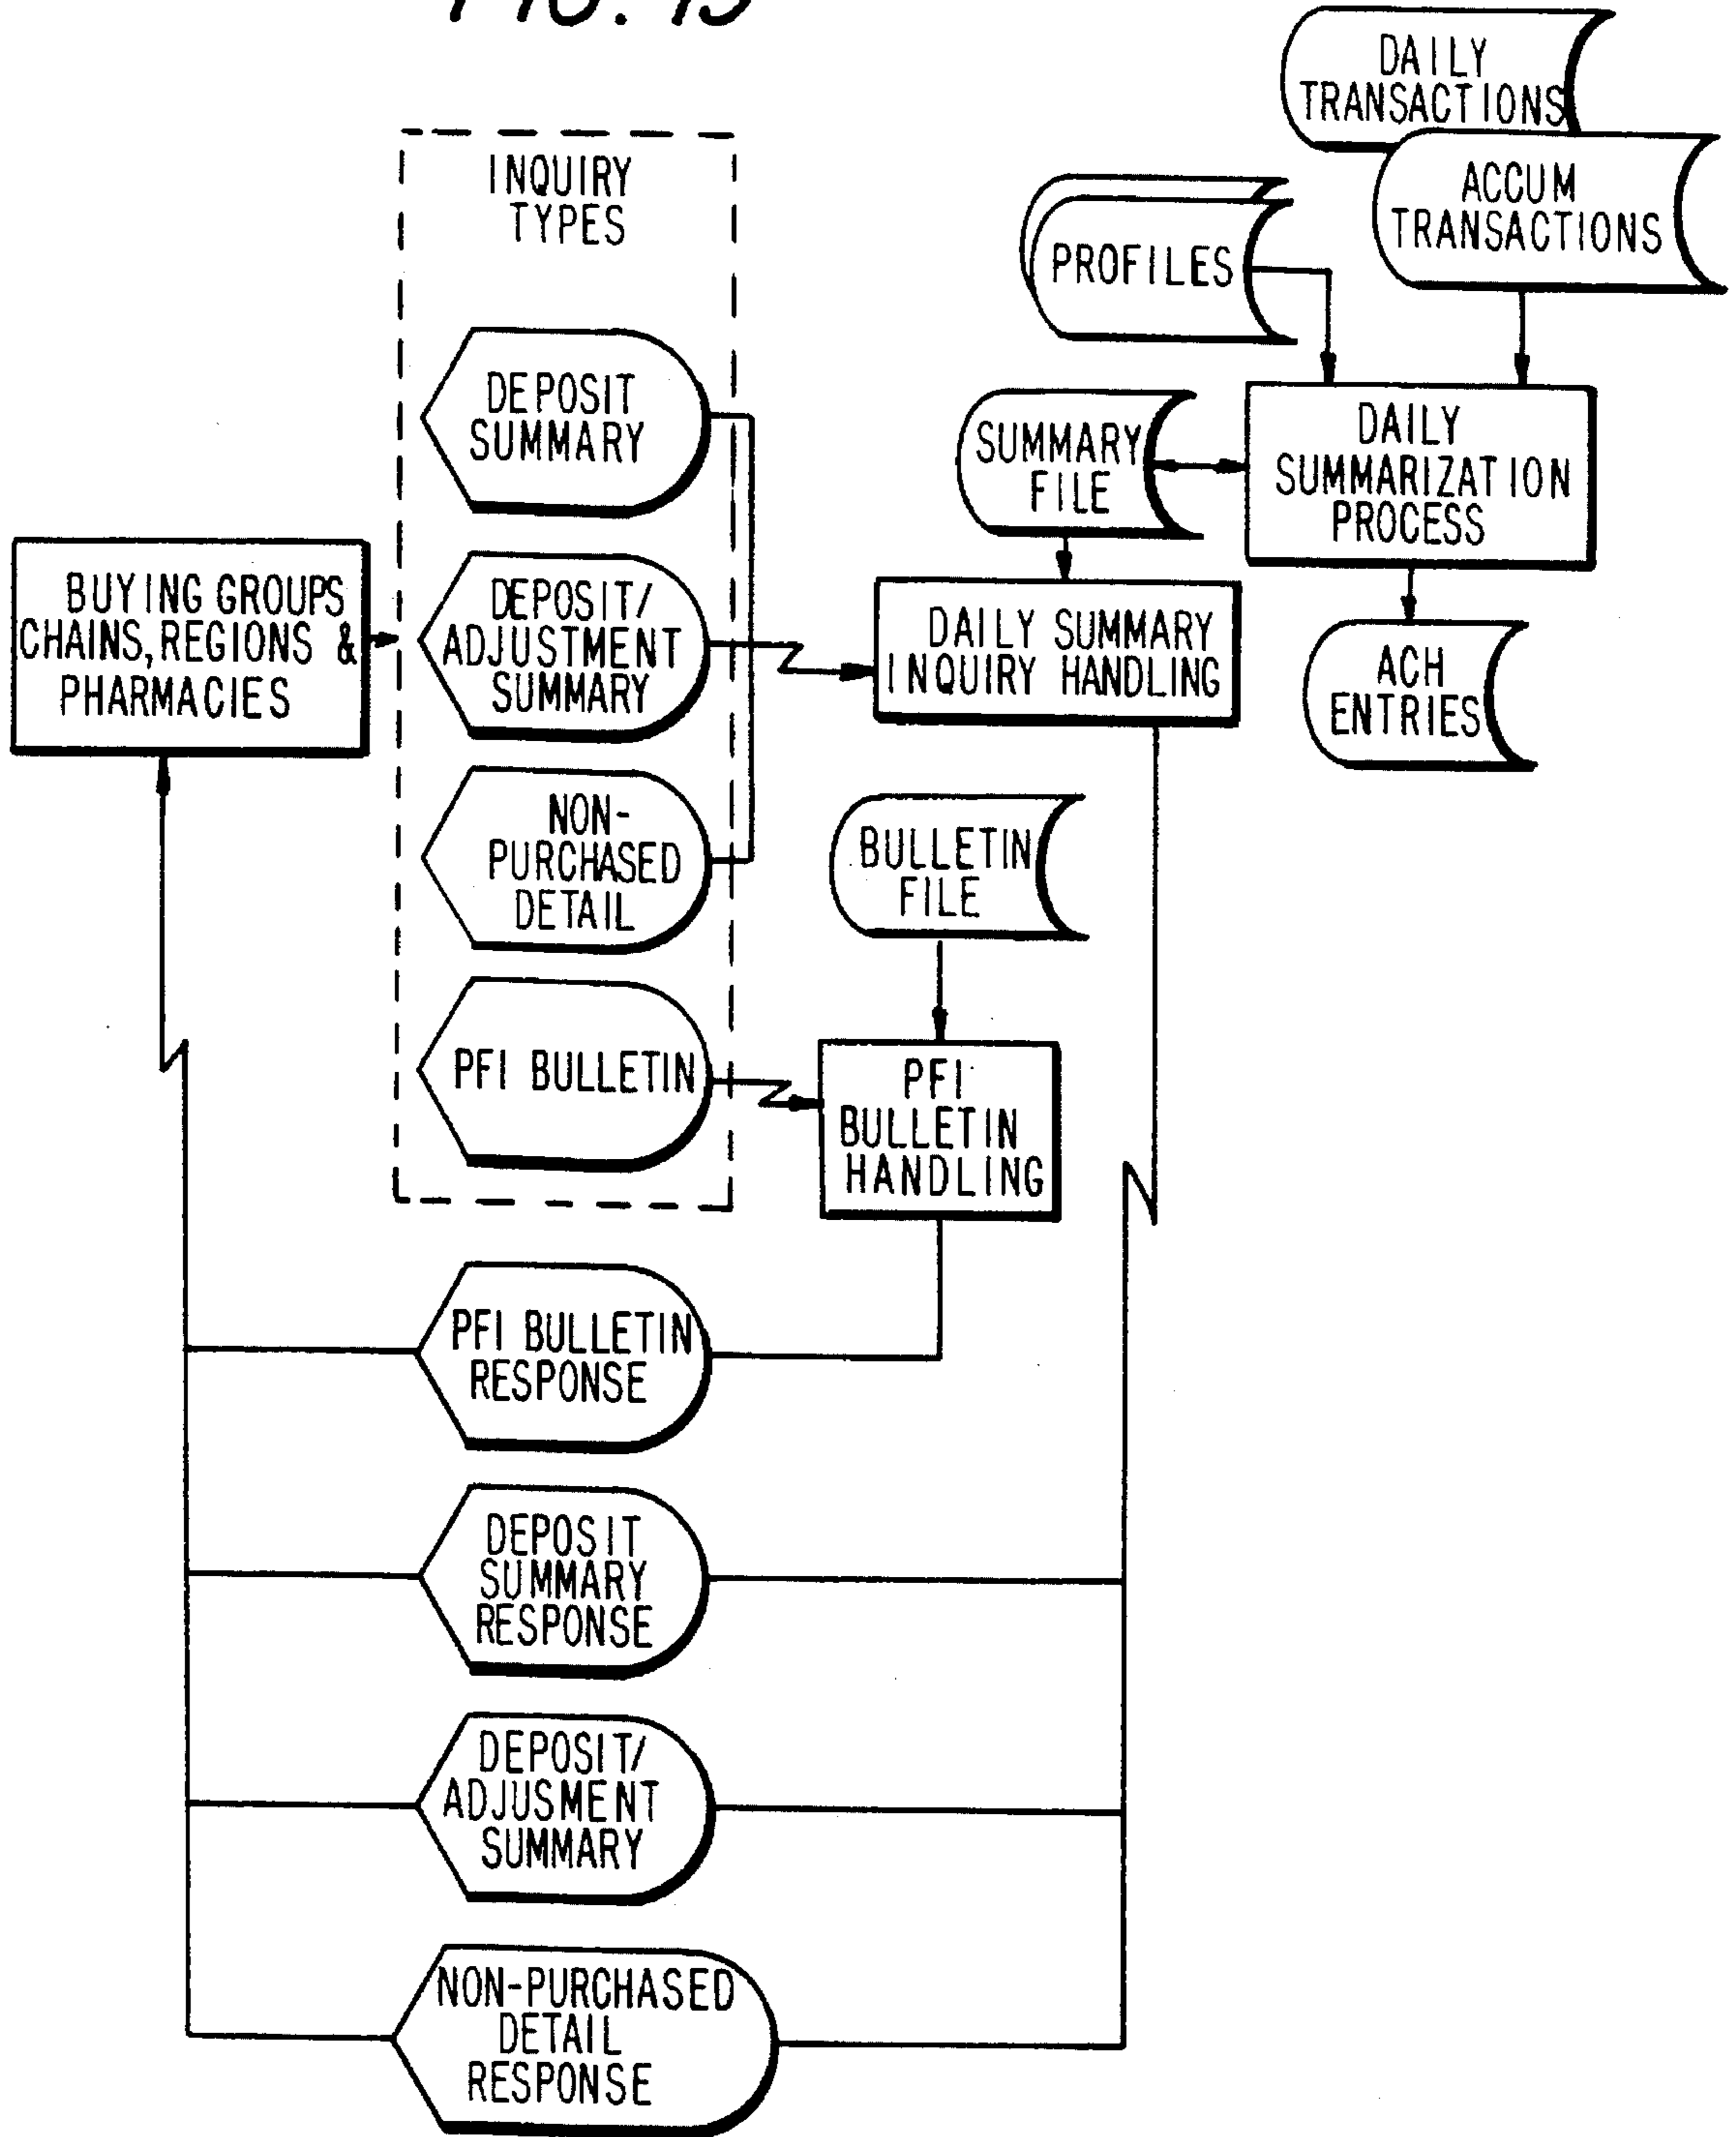 FIG. 15
DAILY
TRANSACTIONS
ACCUM
TRANSACTIONS
INQUIRY
TYPES
PROFILES
DEPOSIT
SUMMARY
SUMMARY
FILE
DAILY
SUMMARIZATION
PROCESS
BUYING GROUPS
CHAINS, REGIONS &
PHARMACIES
DEPOSIT/
ADJUSTMENT
SUMMARY
DAILY SUMMARY
INQUIRY HANDLING
ACH
ENTRIES
NON-
PURCHASED
DETAIL
BULLETIN
FILE
PFI BULLETIN
PFI
BULLETIN
HANDLING
PFI BULLETIN
RESPONSE
DEPOSIT
SUMMARY
RESPONSE
DEPOSIT/
ADJUSMENT
SUMMARY
NON-PURCHASED
DETAIL
RESPONSE